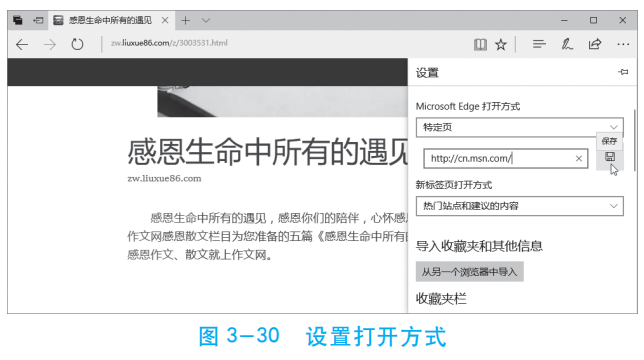 感恩生命中所有的遇见
zw.liuxue86.com/z/3003531.html
设置
Microsoft Edge 打开方式
特定页
保存
http://cn.msn.com/
新标签页打开方式
热门站点和建议的内容
导入收藏夹和其他信息
从另一个浏览器中导入
收藏夹栏
感恩生命中所有的遇见
zw.liuxue86.com
感恩生命中所有的遇见，感恩你们的陪伴，心怀感
作文网感恩散文栏目为您准备的五篇《感恩生命中所有的
感恩作文、散文就上作文网。
图 3-30 设置打开方式